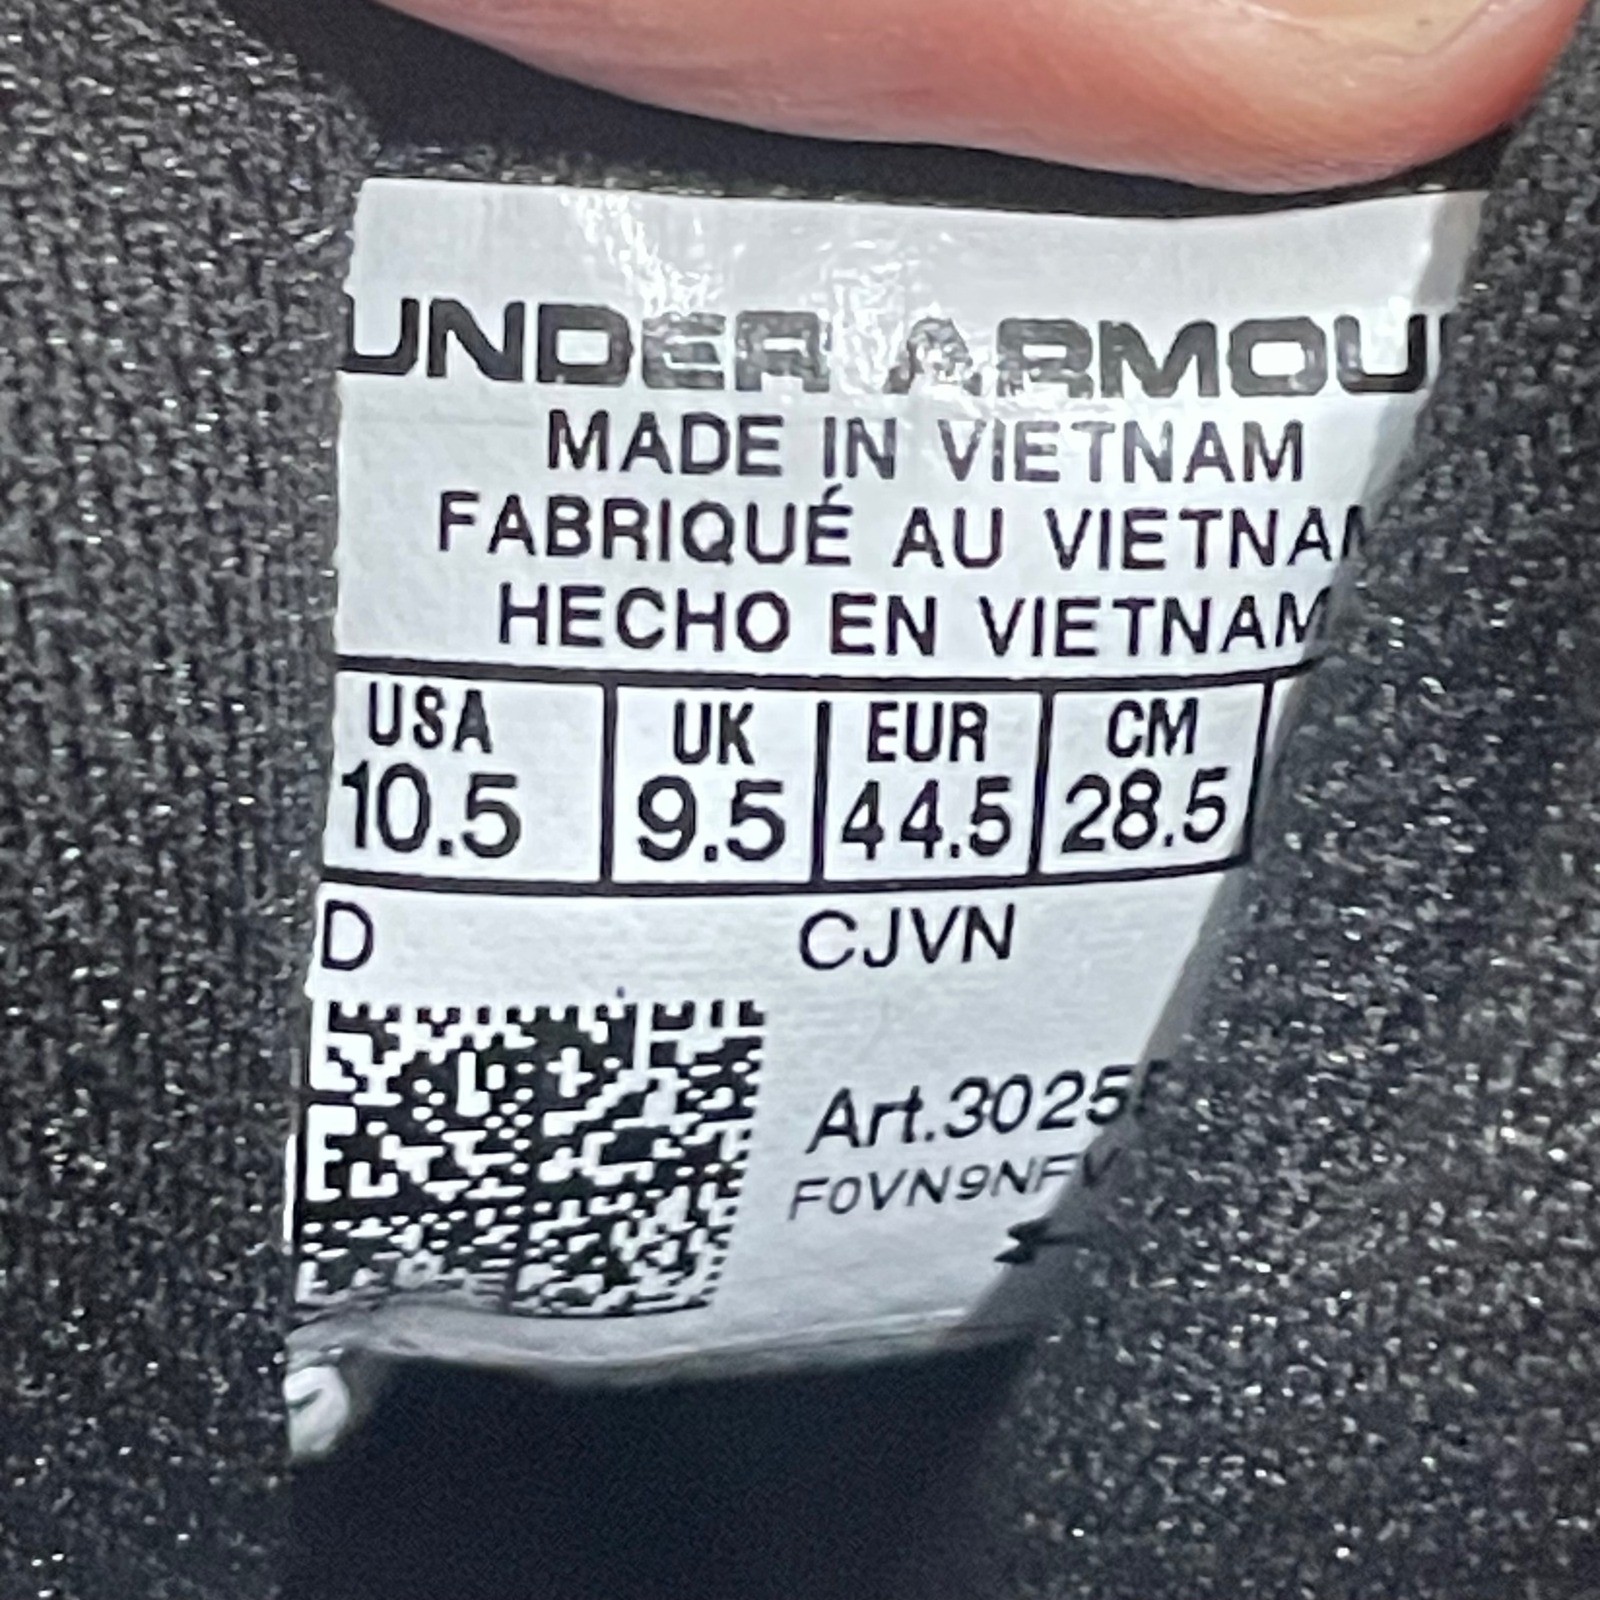 UNDER ARMOU
MADE IN VIETNAM
FABRIQUÉ AU VIETNAM
HECHO EN VIETNAM
USA UK EUR CM
10.5 9.5 44.5 28.5
D CJVN
Art.3025
F0VN9NF